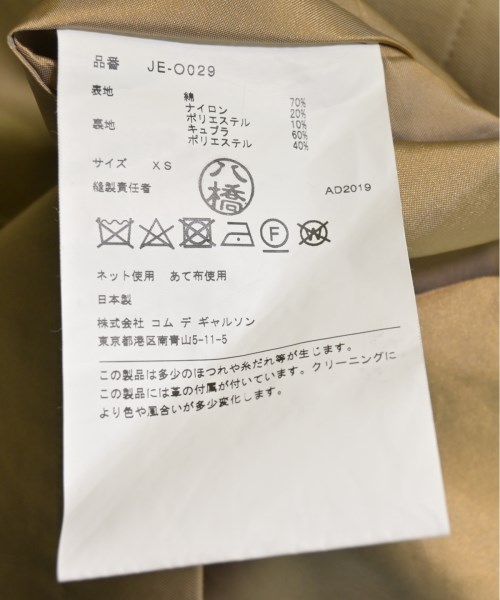 品番 JE-O029
表地 綿 70%
ナイロン 20%
ポリエステル 10%
裏地 キュプラ 60%
ポリエステル 40%
サイズ XS
縫製責任者 八橋 AD2019
F W
ネット使用 あて布使用
日本製
株式会社 コム デ ギャルソン
東京都港区南青山5-11-5
この製品は多少のほつれや糸だれ等が生じます。
この製品には革の付属が付いています。クリーニングに
より色や風合いが多少変化します。